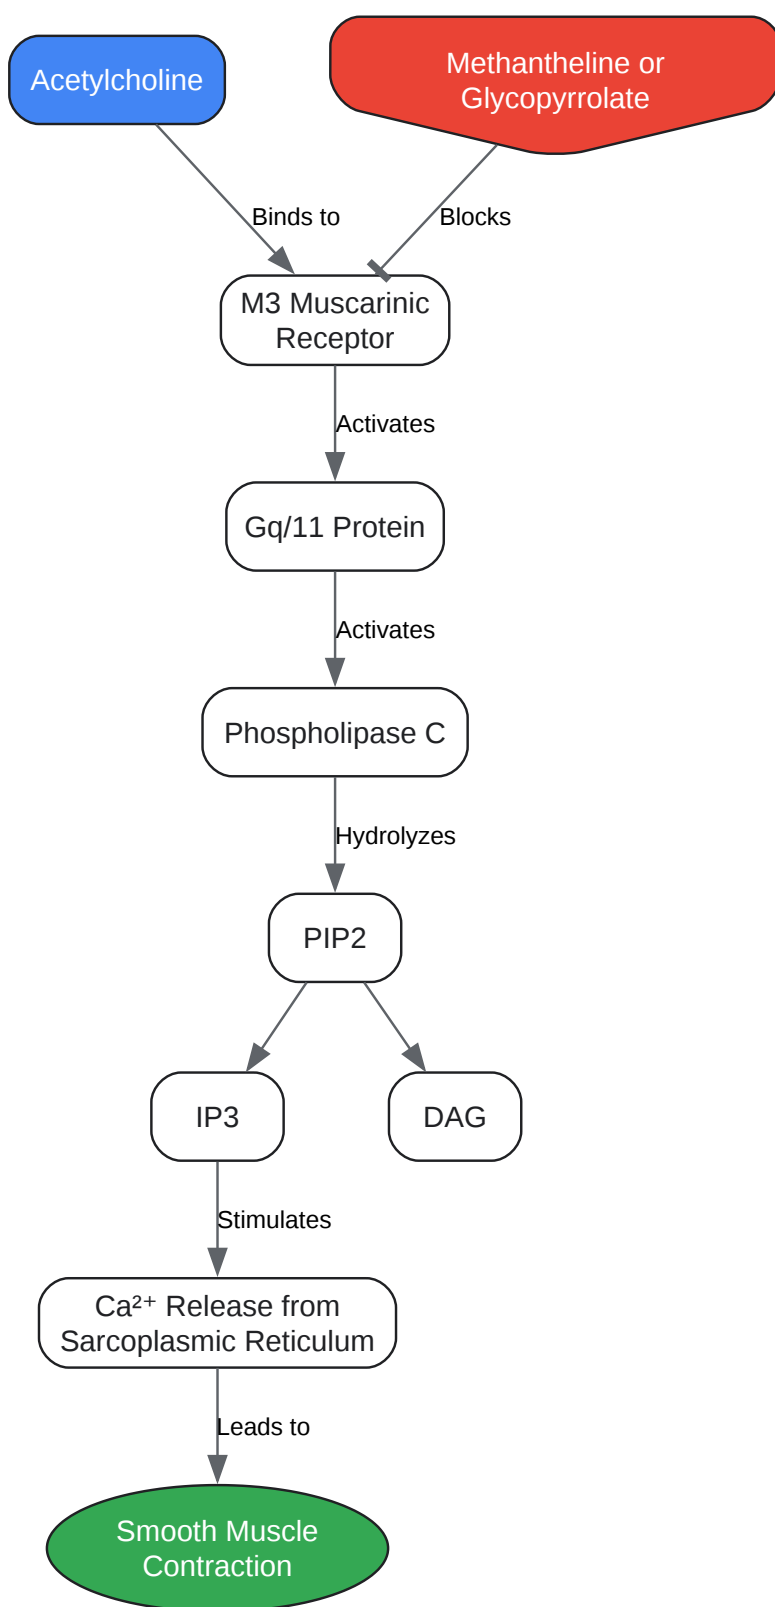 Acetylcholine
Methantheline or
Glycopyrrolate
Binds to
Blocks
M3 Muscarinic
Receptor
Activates
Gq/11 Protein
Activates
Phospholipase C
Hydrolyzes
PIP2
IP3
DAG
Stimulates
Ca²⁺ Release from
Sarcoplasmic Reticulum
Leads to
Smooth Muscle
Contraction